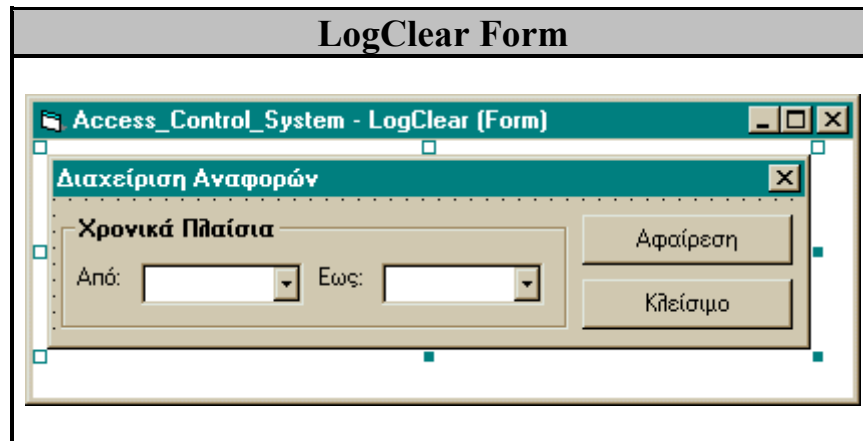 LogClear Form
Access_Control_System - LogClear (Form)
Διαχείριση Αναφορών
Χρονικά Πλαίσια
Από:
Εως:
Αφαίρεση
Κλείσιμο